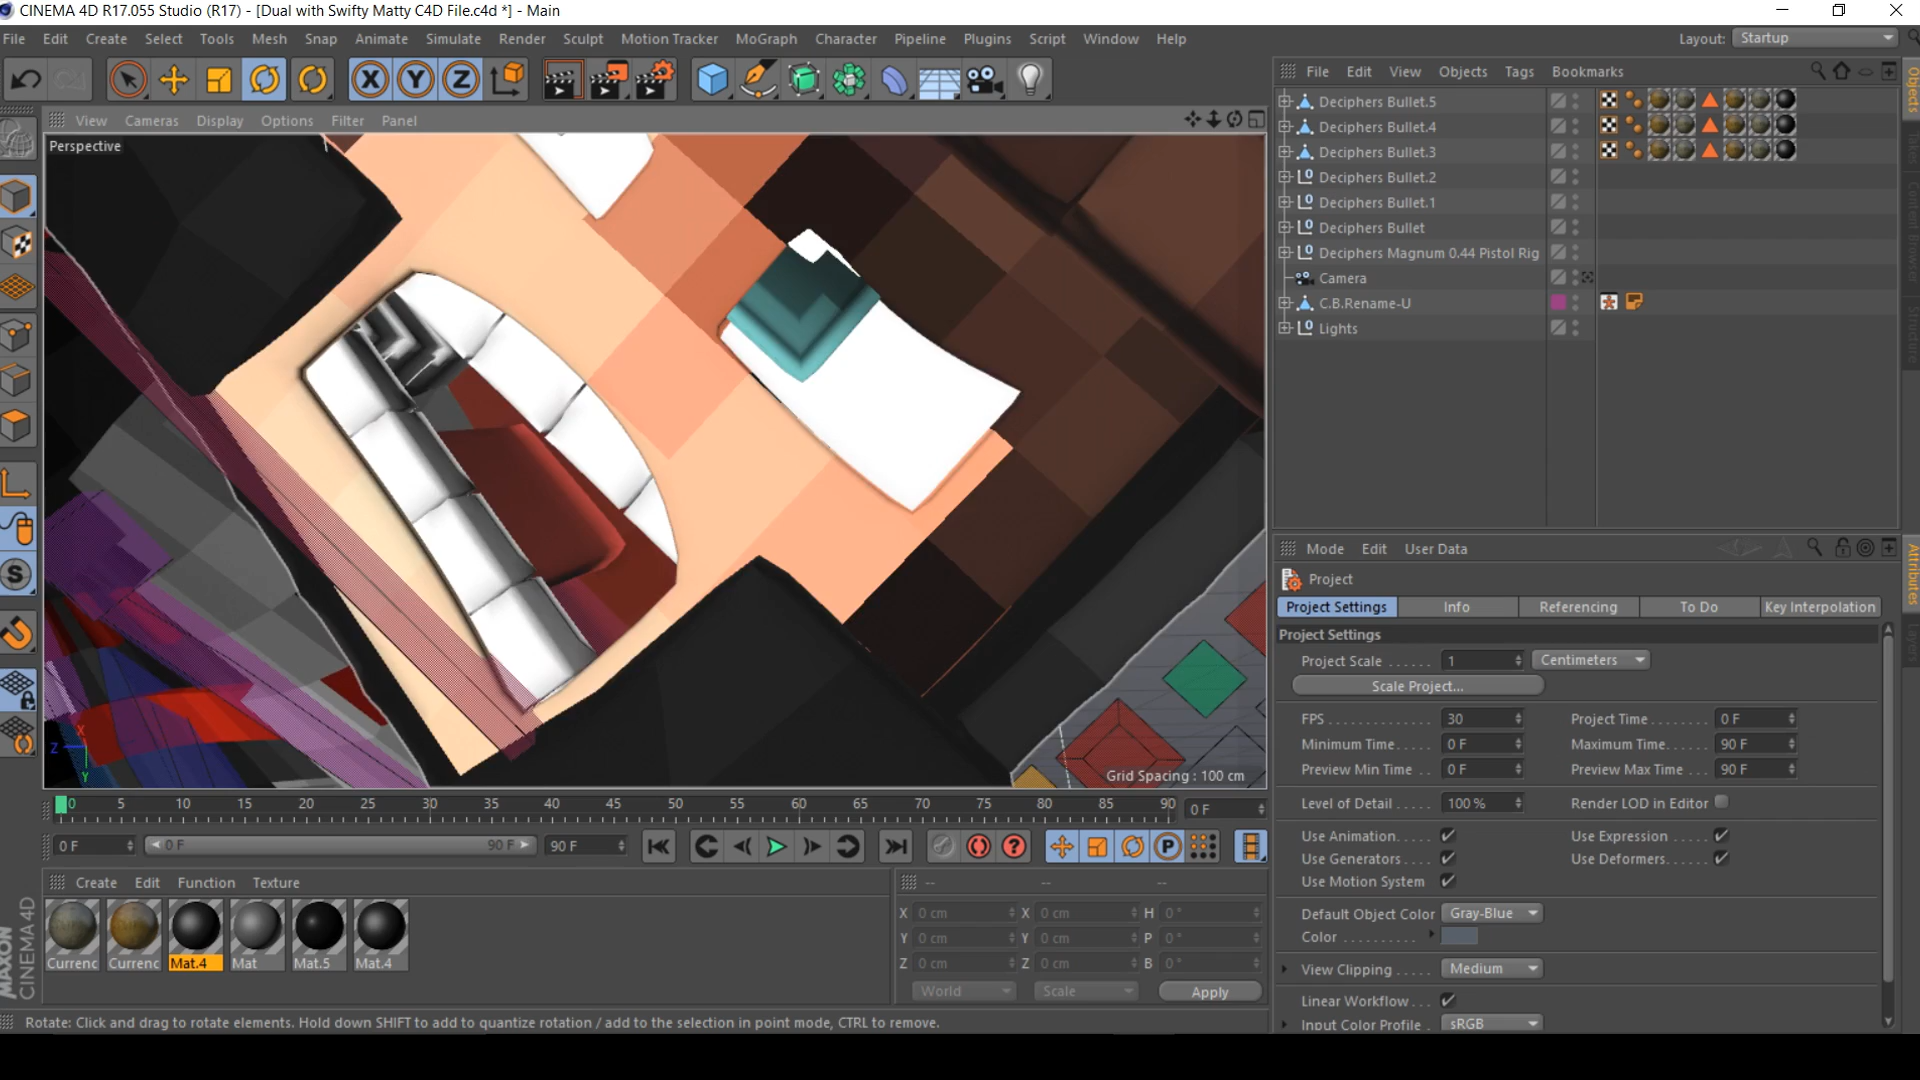 CINEMA 4D R17.055 Studio (R17) - [Dual with Swifty Matty C4D File.c4d *] - Main
File Edit Create Select Tools Mesh Snap Animate Simulate Render Sculpt Motion Tracker MoGraph Character Pipeline Plugins Script Window Help
Layout: Startup
X Y Z
View Cameras Display Options Filter Panel
Perspective
X
Z
Y
Grid Spacing : 100 cm
File Edit View Objects Tags Bookmarks
Deciphers Bullet.5
Deciphers Bullet.4
Deciphers Bullet.3
Deciphers Bullet.2
Deciphers Bullet.1
Deciphers Bullet
Deciphers Magnum 0.44 Pistol Rig
Camera
C.B.Rename-U
Lights
Objects
Takes
Content Browser
Structure
Mode Edit User Data
Project
Project Settings Info Referencing To Do Key Interpolation
Project Settings
Project Scale ...... 1 Centimeters
Scale Project...
FPS ............. 30 Project Time ........ 0 F
Minimum Time..... 0 F Maximum Time..... 90 F
Preview Min Time .. 0 F Preview Max Time ... 90 F
Level of Detail ..... 100 % Render LOD in Editor
Use Animation..... Use Expression .....
Use Generators .... Use Deformers......
Use Motion System
Default Object Color Gray-Blue
Color ..........
View Clipping ..... Medium
Linear Workflow...
Input Color Profile . sRGB
Attributes
Layers
0 5 10 15 20 25 30 35 40 45 50 55 60 65 70 75 80 85 90 0 F
0 F 0 F 90 F 90 F
P
Create Edit Function Texture
Currenc Currenc Mat.4 Mat Mat.5 Mat.4
-- -- --
X 0 cm X 0 cm H 0 °
Y 0 cm Y 0 cm P 0 °
Z 0 cm Z 0 cm B 0 °
World Scale Apply
MAXON
CINEMA 4D
Rotate: Click and drag to rotate elements. Hold down SHIFT to add to quantize rotation / add to the selection in point mode, CTRL to remove.